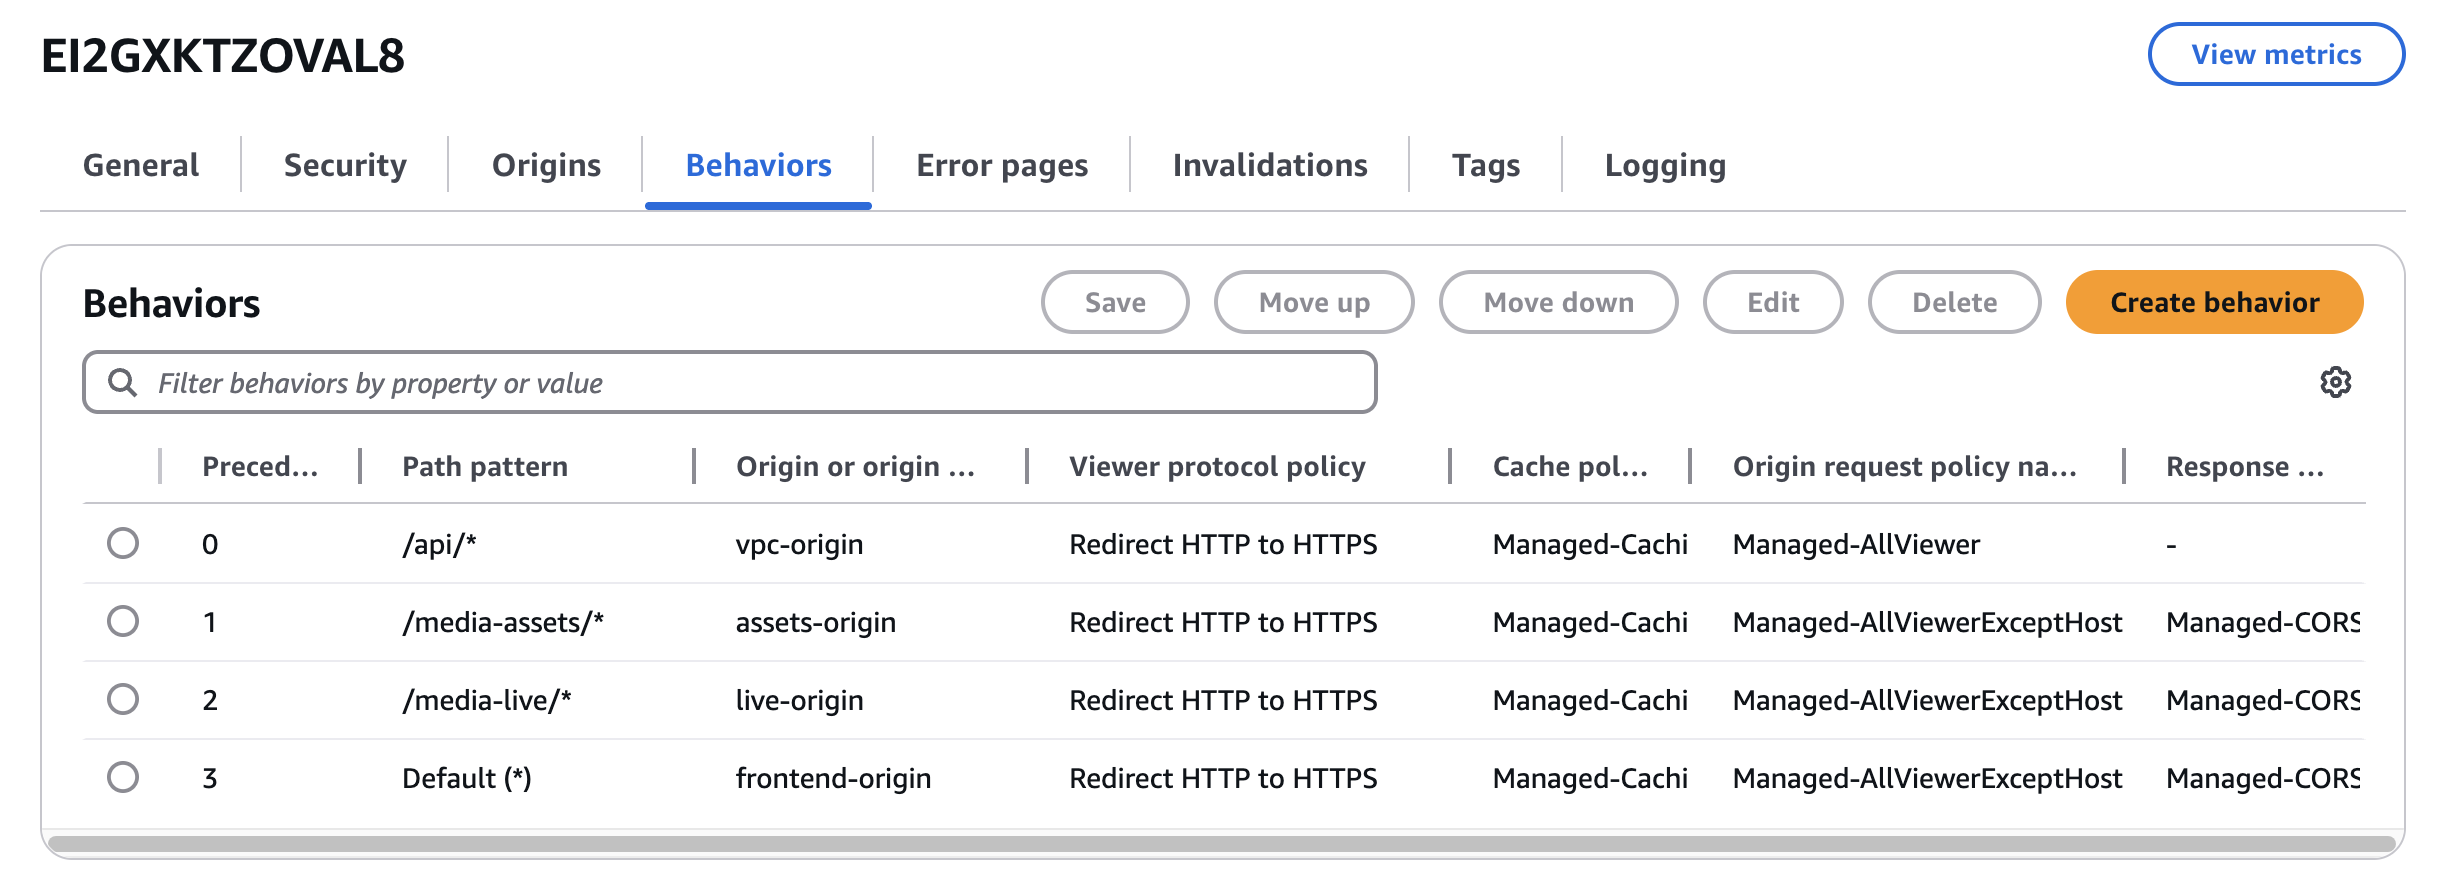 EI2GXKTZOVAL8
View metrics
General Security Origins Behaviors Error pages Invalidations Tags Logging
Behaviors
Save Move up Move down Edit Delete Create behavior
Filter behaviors by property or value
Preced... Path pattern Origin or origin ... Viewer protocol policy Cache pol... Origin request policy na... Response ...
0 /api/* vpc-origin Redirect HTTP to HTTPS Managed-Cachi Managed-AllViewer -
1 /media-assets/* assets-origin Redirect HTTP to HTTPS Managed-Cachi Managed-AllViewerExceptHost Managed-CORS
2 /media-live/* live-origin Redirect HTTP to HTTPS Managed-Cachi Managed-AllViewerExceptHost Managed-CORS
3 Default (*) frontend-origin Redirect HTTP to HTTPS Managed-Cachi Managed-AllViewerExceptHost Managed-CORS